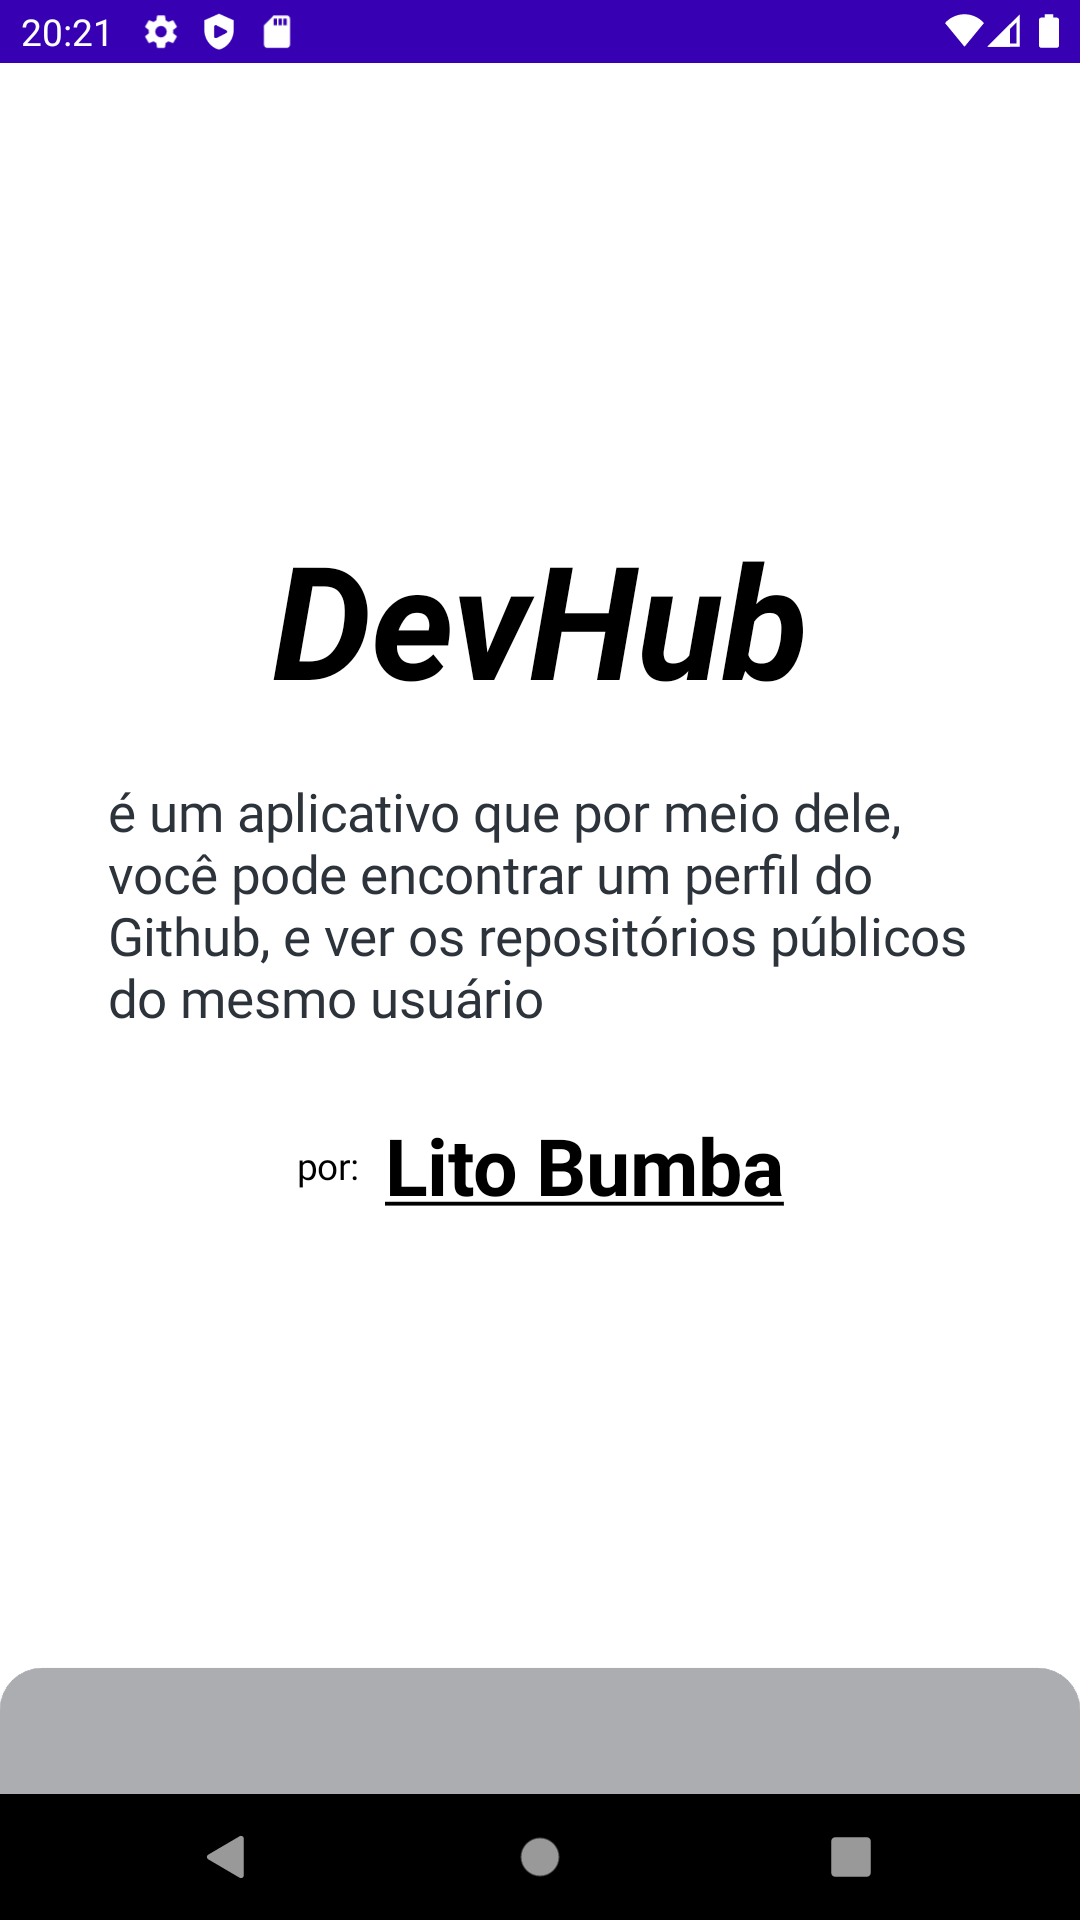 20:21
DevHub
é um aplicativo que por meio dele,
você pode encontrar um perfil do
Github, e ver os repositórios públicos
do mesmo usuário
por: Lito Bumba